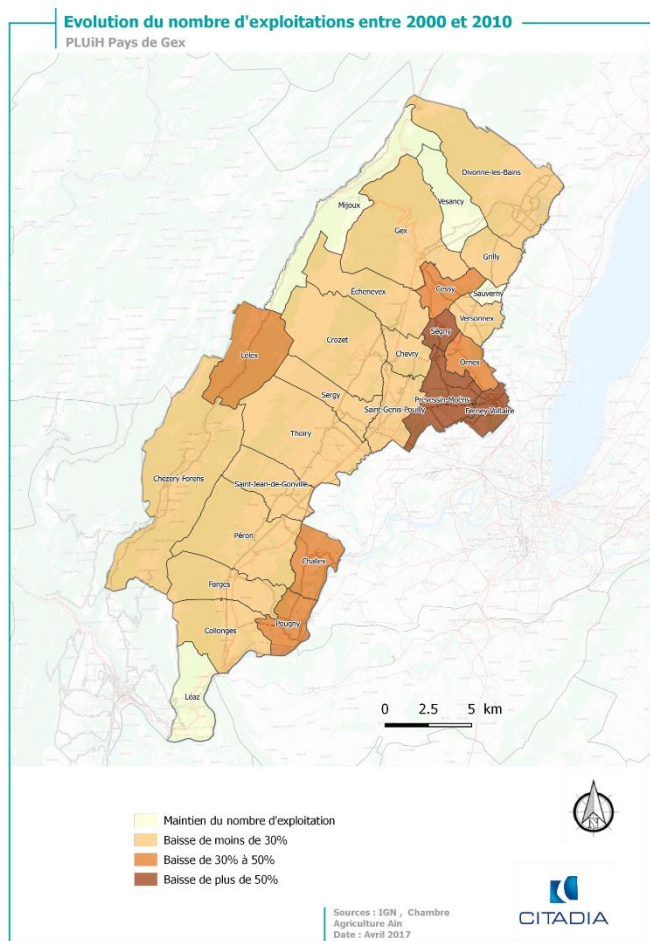 Evolution du nombre d'exploitations entre 2000 et 2010
PLUiH Pays de Gex
Divonne-les-Bains
Vesancy
Mijoux
Gex
Grilly
Cessy
Sauverny
Échenevex
Versonnex
Ségny
Crozet
Chevry
Ornex
Lélex
Sergy
Saint-Genis-Pouilly
Prévessin-Moëns
Ferney-Voltaire
Thoiry
Chézery-Forens
Saint-Jean-de-Gonville
Péron
Challex
Farges
Pougny
Collonges
Léaz
0 2.5 5 km
Maintien du nombre d'exploitation
Baisse de moins de 30%
Baisse de 30% à 50%
Baisse de plus de 50%
N
Sources : IGN , Chambre
Agriculture Ain
Date : Avril 2017
CITADIA